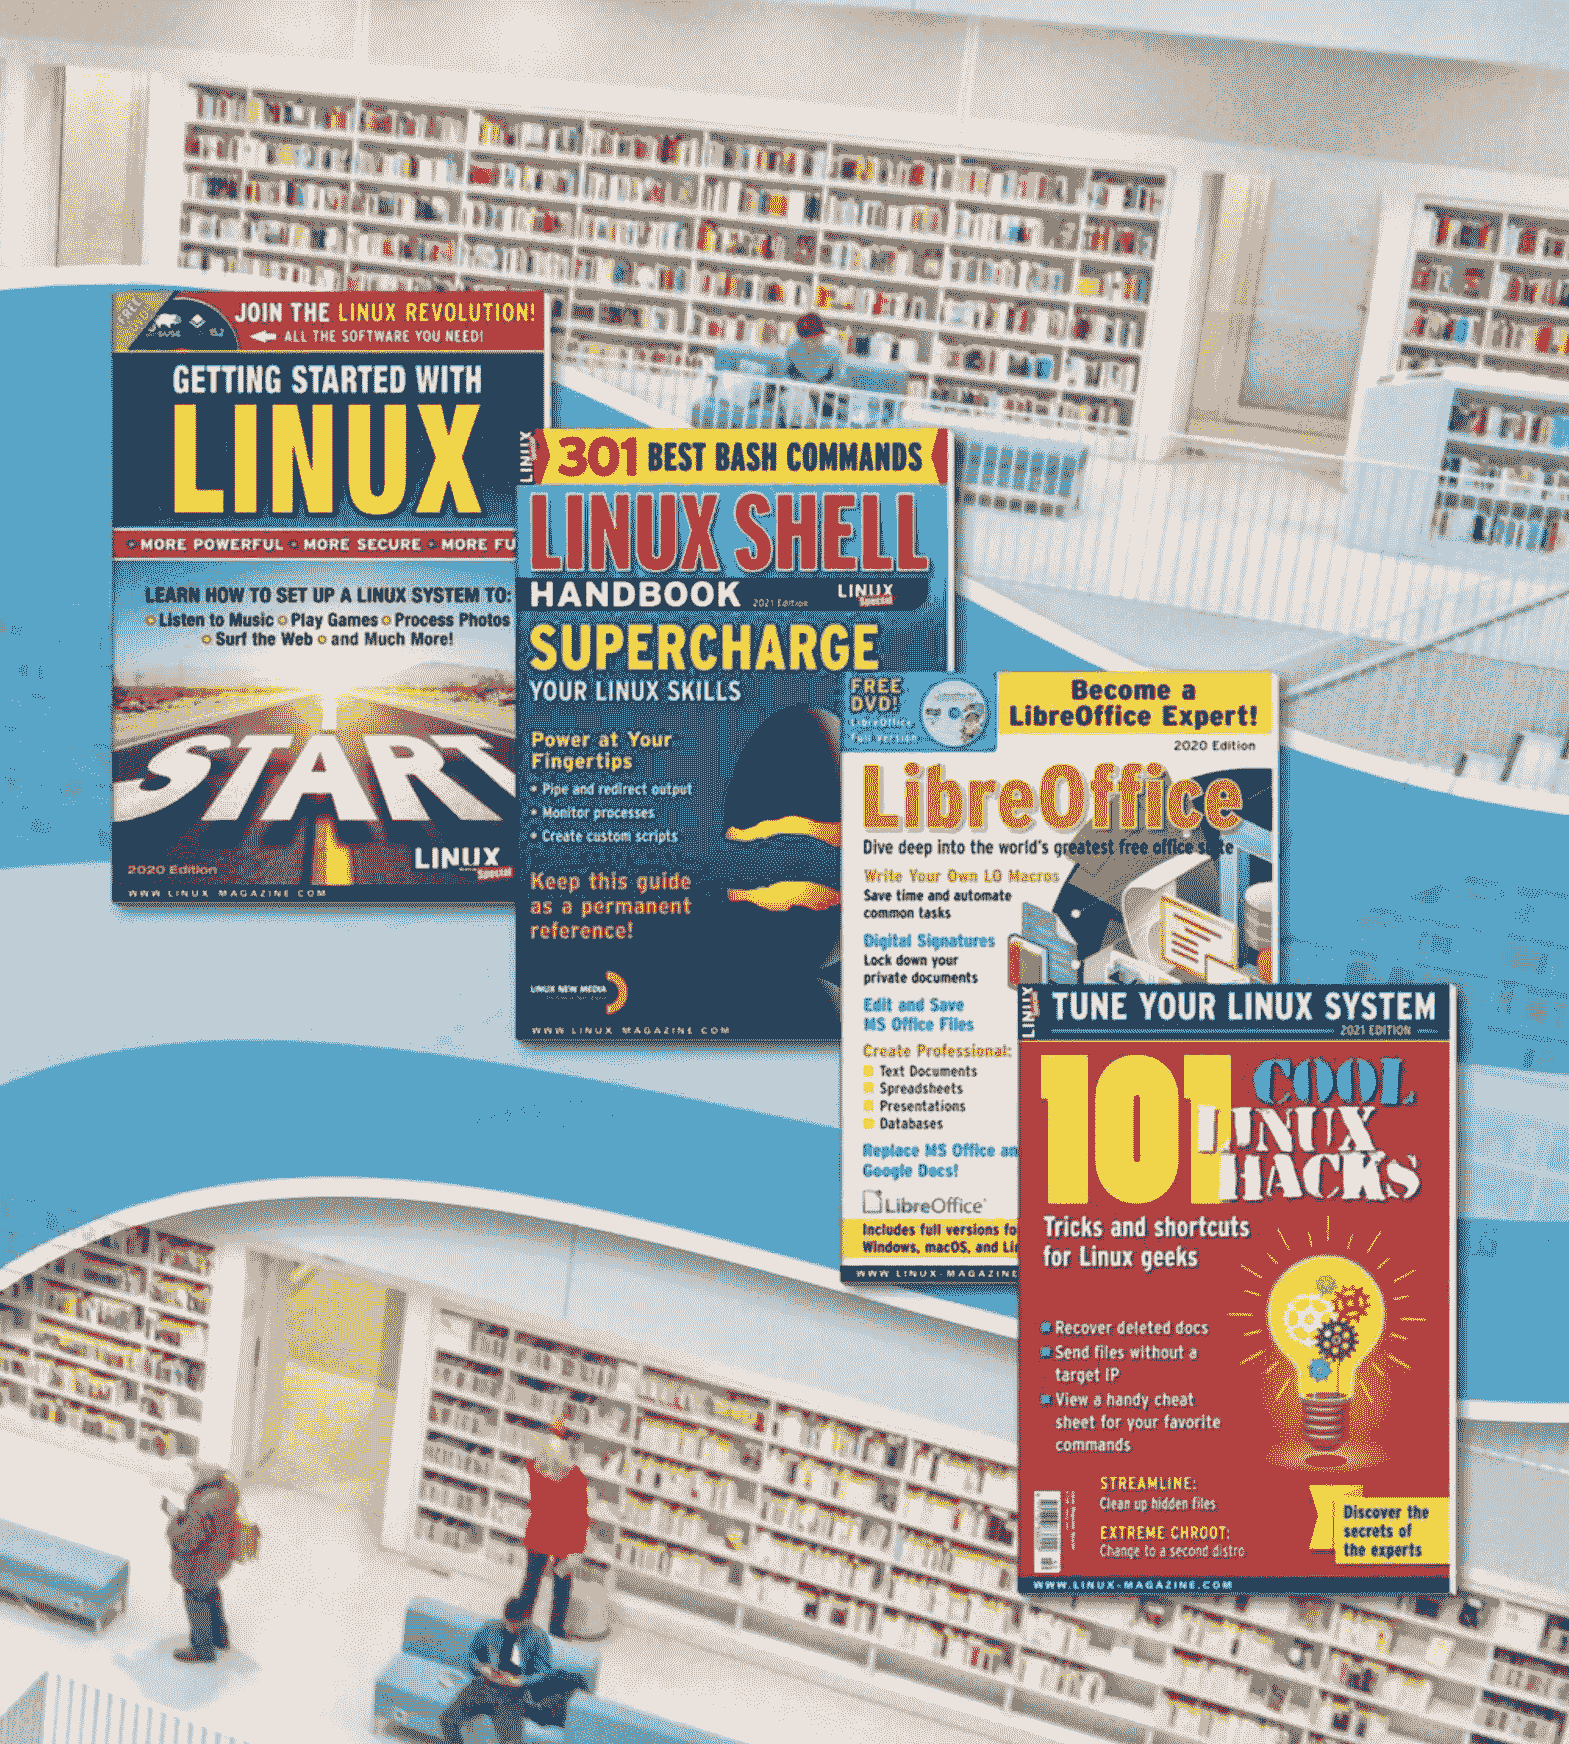 FREE
DVD
JOIN THE LINUX REVOLUTION!
ALL THE SOFTWARE YOU NEED!
GETTING STARTED WITH
LINUX
MORE POWERFUL MORE SECURE MORE FU
LEARN HOW TO SET UP A LINUX SYSTEM TO:
Listen to Music Play Games Process Photos
Surf the Web and Much More!
START
LINUX
Special
2020 Edition
WWW.LINUX-MAGAZINE.COM
LINUX
301 BEST BASH COMMANDS
LINUX SHELL
HANDBOOK 2021 Edition LINUX
Special
SUPERCHARGE
YOUR LINUX SKILLS
Power at Your
Fingertips
• Pipe and redirect output
• Monitor processes
• Create custom scripts
Keep this guide
as a permanent
reference!
LINUX NEW MEDIA
WWW.LINUX-MAGAZINE.COM
FREE
DVD!
LibreOffice
Full Version
Become a
LibreOffice Expert!
2020 Edition
LibreOffice
Dive deep into the world's greatest free office suite
Write Your Own LO Macros
Save time and automate
common tasks
Digital Signatures
Lock down your
private documents
Edit and Save
MS Office Files
Create Professional:
Text Documents
Spreadsheets
Presentations
Databases
Replace MS Office an
Google Docs!
LibreOffice
Includes full versions fo
Windows, macOS, and Li
WWW.LINUX-MAGAZINE
LINUX
TUNE YOUR LINUX SYSTEM
2021 EDITION
101 COOL
LINUX
HACKS
Tricks and shortcuts
for Linux geeks
Recover deleted docs
Send files without a
target IP
View a handy cheat
sheet for your favorite
commands
STREAMLINE:
Clean up hidden files
EXTREME CHROOT:
Change to a second distro
Discover the
secrets of
the experts
WWW.LINUX-MAGAZINE.COM